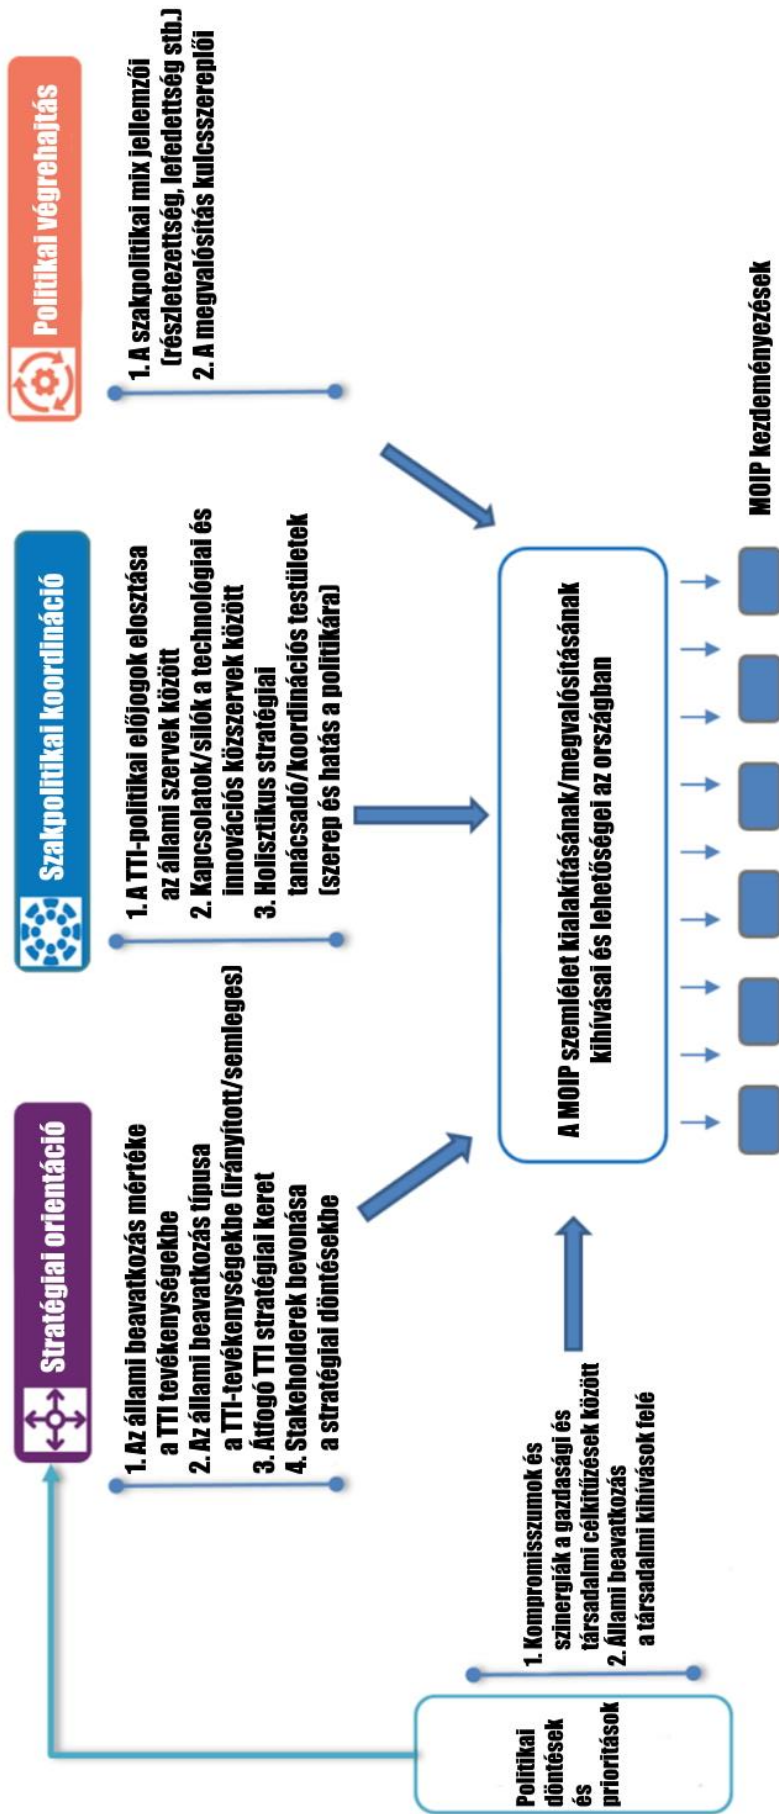 Stratégiai orientáció
1. Az állami beavatkozás mértéke
a TTI tevékenységekbe
2. Az állami beavatkozás típusa
a TTI-tevékenységekbe (irányított/semleges)
3. Átfogó TTI stratégiai keret
4. Stakeholderek bevonása
a stratégiai döntésekbe
Szakpolitikai koordináció
1. A TTI-politikai előjogok elosztása
az állami szervek között
2. Kapcsolatok/silók a technológiai és
innovációs közszervek között
3. Holisztikus stratégiai
tanácsadó/koordinációs testületek
(szerep és hatás a politikára)
Politikai végrehajtás
1. A szakpolitikai mix jellemzői
(részletezettség, lefedettség stb.)
2. A megvalósítás kulcsszereplői
Politikai
döntések
és
prioritások
1. Kompromisszumok és
szinergiák a gazdasági és
társadalmi célkitűzések között
2. Állami beavatkozás
a társadalmi kihívások felé
A MOIP szemlélet kialakításának/megvalósításának
kihívásai és lehetőségei az országban
MOIP kezdeményezések